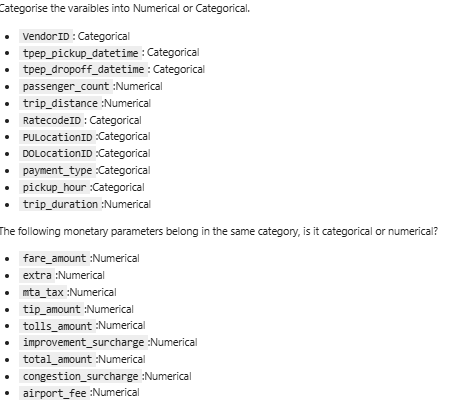 Categorise the varaibles into Numerical or Categorical.
• VendorID : Categorical
• tpep_pickup_datetime : Categorical
• tpep_dropoff_datetime : Categorical
• passenger_count :Numerical
• trip_distance :Numerical
• RatecodeID : Categorical
• PULocationID :Categorical
• DOLocationID :Categorical
• payment_type :Categorical
• pickup_hour :Categorical
• trip_duration :Numerical
The following monetary parameters belong in the same category, is it categorical or numerical?
• fare_amount :Numerical
• extra :Numerical
• mta_tax :Numerical
• tip_amount :Numerical
• tolls_amount :Numerical
• improvement_surcharge :Numerical
• total_amount :Numerical
• congestion_surcharge :Numerical
• airport_fee :Numerical